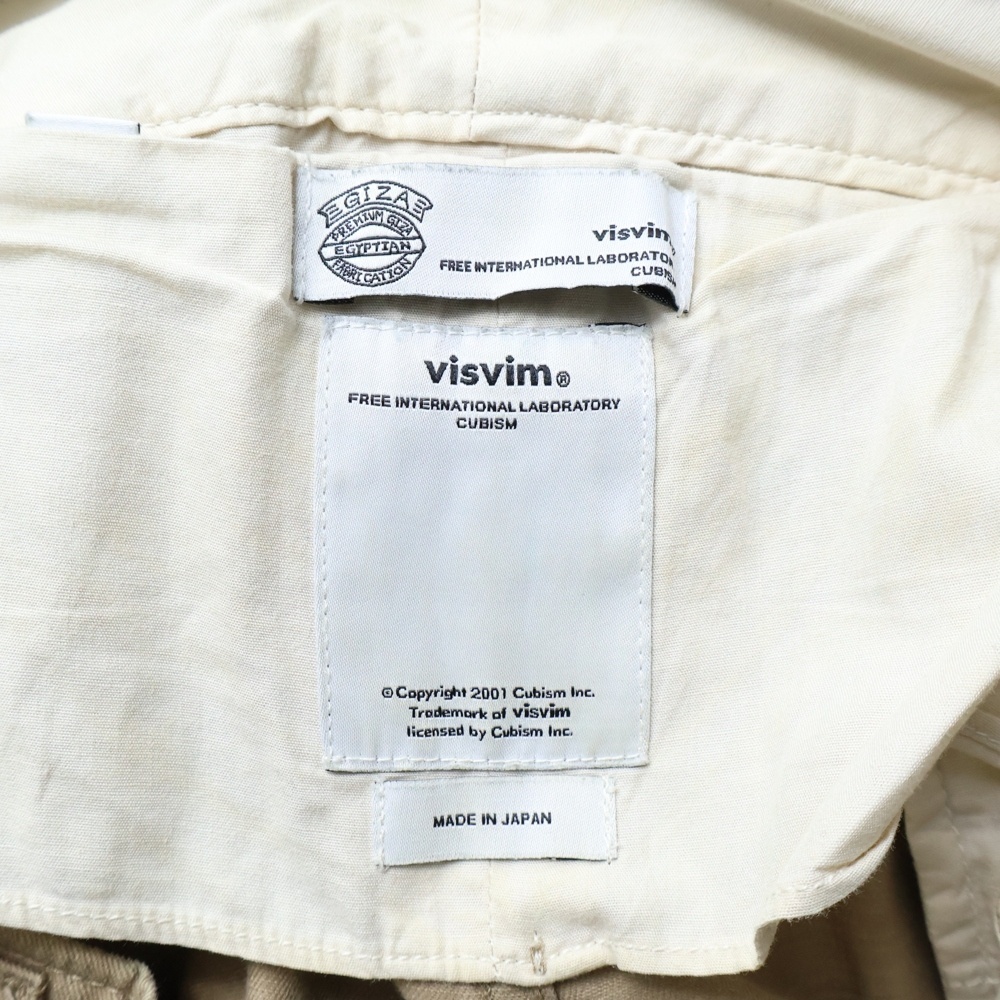 GIZA
PREMIUM GIZA
EGYPTIAN
FABRICATION
visvim
FREE INTERNATIONAL LABORATO
CUBISM
visvim®
FREE INTERNATIONAL LABORATORY
CUBISM
© Copyright 2001 Cubism Inc.
Trademark of visvim
licensed by Cubism Inc.
MADE IN JAPAN